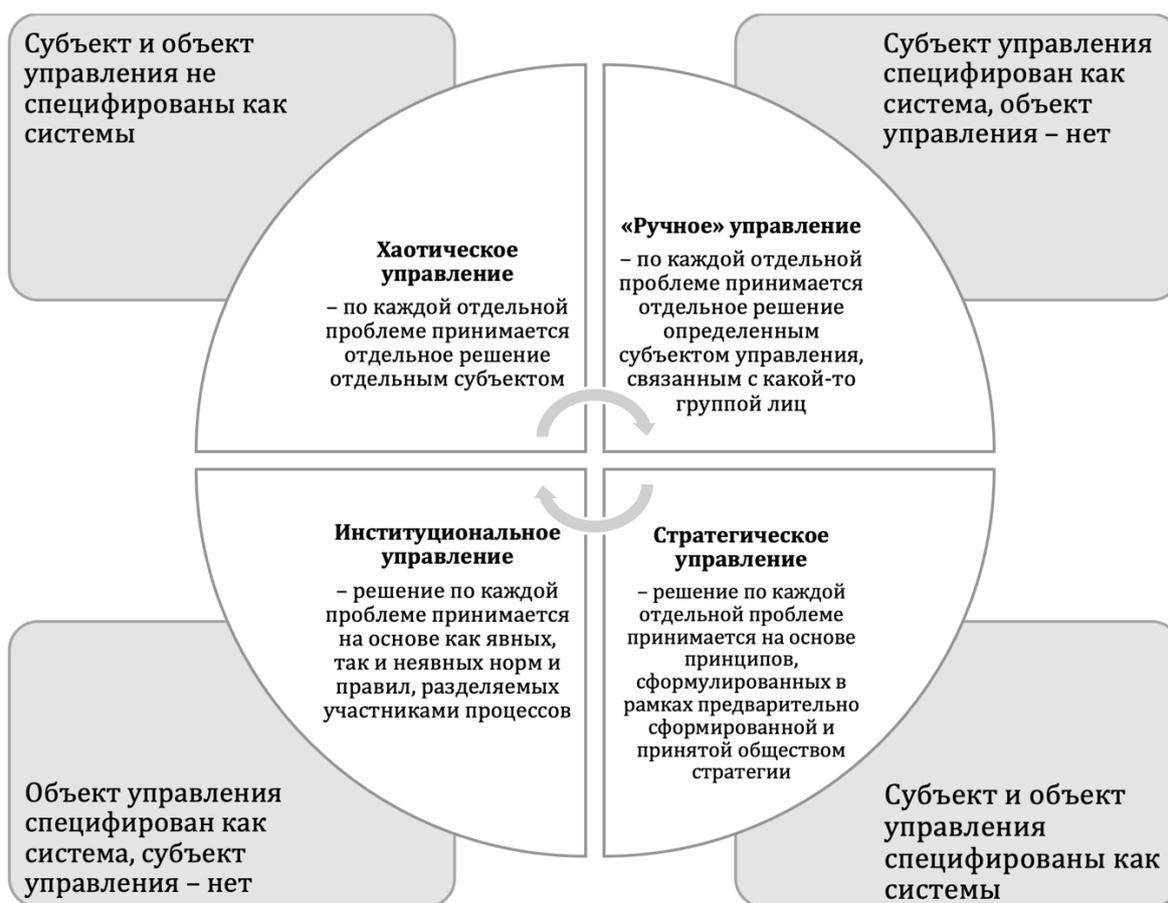 Субъект и объект
управления не
специфированы как
системы
Субъект управления
специфирован как
система, объект
управления – нет
Хаотическое
управление
– по каждой отдельной
проблеме принимается
отдельное решение
отдельным субъектом
«Ручное» управление
– по каждой отдельной
проблеме принимается
отдельное решение
определенным
субъектом управления,
связанным с какой-то
группой лиц
Институциональное
управление
– решение по каждой
проблеме принимается
на основе как явных,
так и неявных норм и
правил, разделяемых
участниками процессов
Стратегическое
управление
– решение по каждой
отдельной проблеме
принимается на основе
принципов,
сформулированных в
рамках предварительно
сформированной и
принятой обществом
стратегии
Объект управления
специфирован как
система, субъект
управления – нет
Субъект и объект
управления
специфированы как
системы